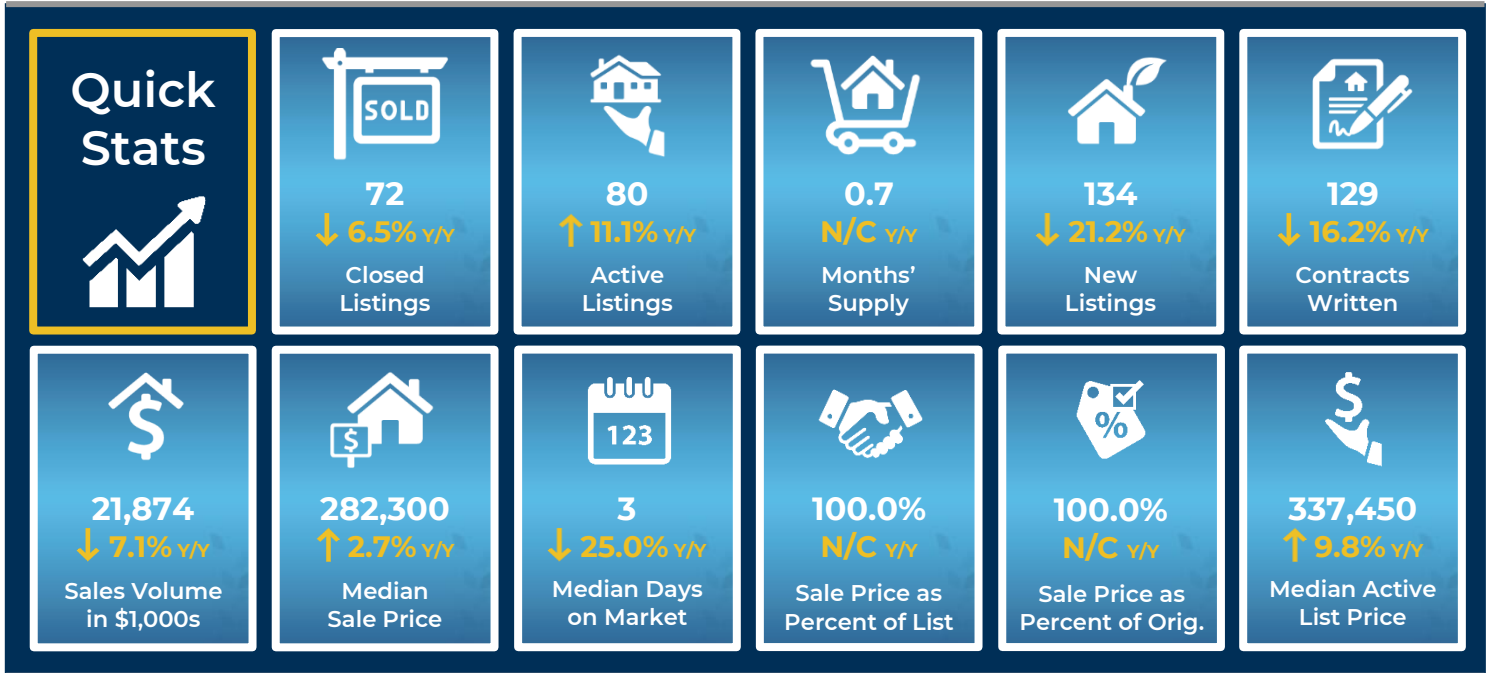 Quick
Stats
SOLD
72
↓ 6.5% Y/Y
Closed
Listings
80
↑ 11.1% Y/Y
Active
Listings
0.7
N/C Y/Y
Months’
Supply
134
↓ 21.2% Y/Y
New
Listings
129
↓ 16.2% Y/Y
Contracts
Written
$
21,874
↓ 7.1% Y/Y
Sales Volume
in $1,000s
$
282,300
↑ 2.7% Y/Y
Median
Sale Price
123
3
↓ 25.0% Y/Y
Median Days
on Market
100.0%
N/C Y/Y
Sale Price as
Percent of List
%
100.0%
N/C Y/Y
Sale Price as
Percent of Orig.
$
337,450
↑ 9.8% Y/Y
Median Active
List Price